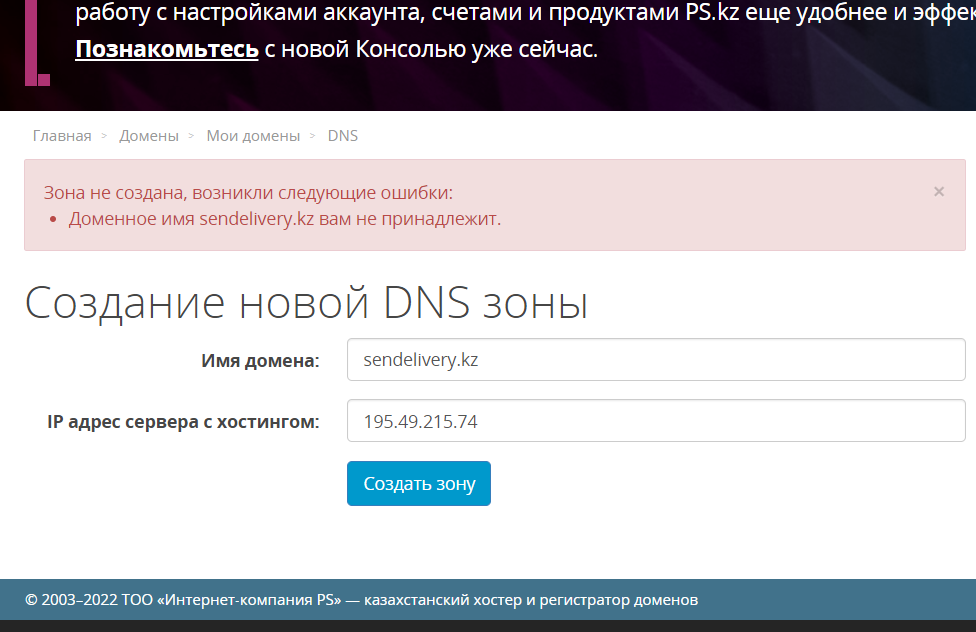 работу с настройками аккаунта, счетами и продуктами PS.kz еще удобнее и эффек
Познакомьтесь с новой Консолью уже сейчас.
Главная > Домены > Мои домены > DNS
Зона не создана, возникли следующие ошибки: ×
• Доменное имя sendelivery.kz вам не принадлежит.
Создание новой DNS зоны
Имя домена: sendelivery.kz
IP адрес сервера с хостингом: 195.49.215.74
Создать зону
© 2003–2022 ТОО «Интернет-компания PS» — казахстанский хостер и регистратор доменов